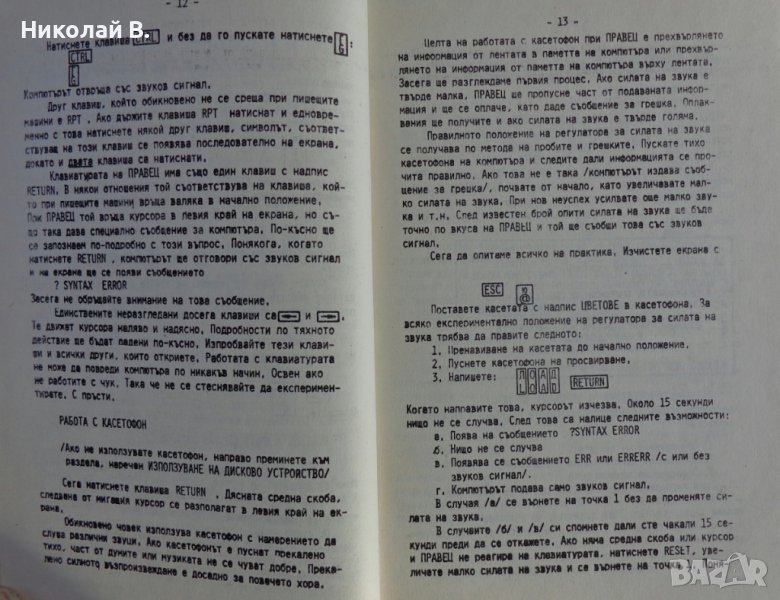 Николай В.
- 12 -
Натиснете клавиша CTRL и без да го пускате натиснете G :
CTRL
G
Компютърът отвръща със звуков сигнал.
Друг клавиш, който обикновено не се среща при пишещите
машини е RPT . Ако държите клавиша RPT натиснат и едновре-
менно с това натиснете някой друг клавиш, символът, съответ-
ствуващ на този клавиш се появява последователно на екрана,
докато и двата клавиша са натиснати.
Клавиатурата на ПРАВЕЦ има също един клавиш с надпис
RETURN. В някои отношения той съответствува на клавиша, кой-
то при пишещите машини връща валяка в начално положение.
При ПРАВЕЦ той връща курсора в левия край на екрана, но съ-
що така дава специално съобщение за компютъра. По-късно ще
се запознаем по-подробно с този въпрос. Понякога, когато
натиснете RETURN , компютърът ще отговори със звуков сигнал
и на екрана ще се появи съобщението
? SYNTAX ERROR
Засега не обръщайте внимание на това съобщение.
Единствените неразгледани досега клавиши са ← и → .
Те движат курсора наляво и надясно. Подробности по тяхното
действие ще бъдат дадени по-късно. Изпробвайте тези клави-
ши и всички други, които откриете. Работата с клавиатурата
не може да повреди компютъра по никакъв начин. Освен ако
не работите с чук. Така че не се стеснявайте да експеримен-
тирате. С пръсти.
РАБОТА С КАСЕТОФОН
/Ако не използувате касетофон, направо преминете към
раздела, наречен ИЗПОЛЗУВАНЕ НА ДИСКОВО УСТРОЙСТВО/
Сега натиснете клавиша RETURN . Дясната средна скоба,
следвана от мигащия курсор се разполагат в левия край на ек-
рана.
Обикновено човек използува касетофон с намерението да
слува различни звуци. Ако касетофонът е пуснат прекалено
тихо, част от думите или музиката не се чуват добре. Прека-
лено силното възпроизвеждане е досадно за повечето хора.
- 13 -
Целта на работата с касетофон при ПРАВЕЦ е прехвърлянето
на информация от лентата в паметта на компютъра или прехвър-
лянето на информация от паметта на компютъра върху лентата.
Засега ще разглеждаме първия процес. Ако силата на звука е
твърде малка, ПРАВЕЦ ще пропусне част от подаваната инфор-
мация и ще се оплаче, като даде съобщение за грешка. Оплак-
вания ще получите и ако силата на звука е твърде голяма.
Правилното положение на регулатора за силата на звука
се получава по метода на пробите и грешките. Пускате тихо
касетофона на компютъра и следите дали информацията се про-
чита правилно. Ако това не е така /компютърът издава съоб-
щение за грешка/, почвате от начало, като увеличавате мал-
ко силата на звука. При нов неуспех усилвате още малко звука
и т.н. След известен брой опити силата на звука ще бъде
точно по вкуса на ПРАВЕЦ и той ще съобщи това със звуков
сигнал.
Сега да опитаме всичко на практика. Изчистете екрана с
ESC @
Поставете касетата с надпис ЦВЕТОВЕ в касетофона. За
всяко експериментално положение на регулатора за силата на
звука трябва да правите следното:
1. Пренавиване на касетата до начално положение.
2. Пуснете касетофона на просвирване.
3. Напишете: L O A D RETURN
Когато направите това, курсорът изчезва. Около 15 секунди
нищо не се случва. След това са налице следните възможности:
а. Поява на съобщението ?SYNTAX ERROR
б. Нищо не се случва
в. Появява се съобщението ERR или ERRERR /с или без
звуков сигнал/.
г. Компютърът подава само звуков сигнал.
В случая /а/ се върнете на точка 1 без да променяте си-
лата на звука.
В случаите /б/ и /в/ си спомнете дали сте чакали 15 се-
кунди преди да се откажете. Ако няма средна скоба или курсор
и ПРАВЕЦ не реагира на клавиатурата, натиснете RESET, уве-
личете малко силата на звука и се върнете на точка 1. Поня-
bazar